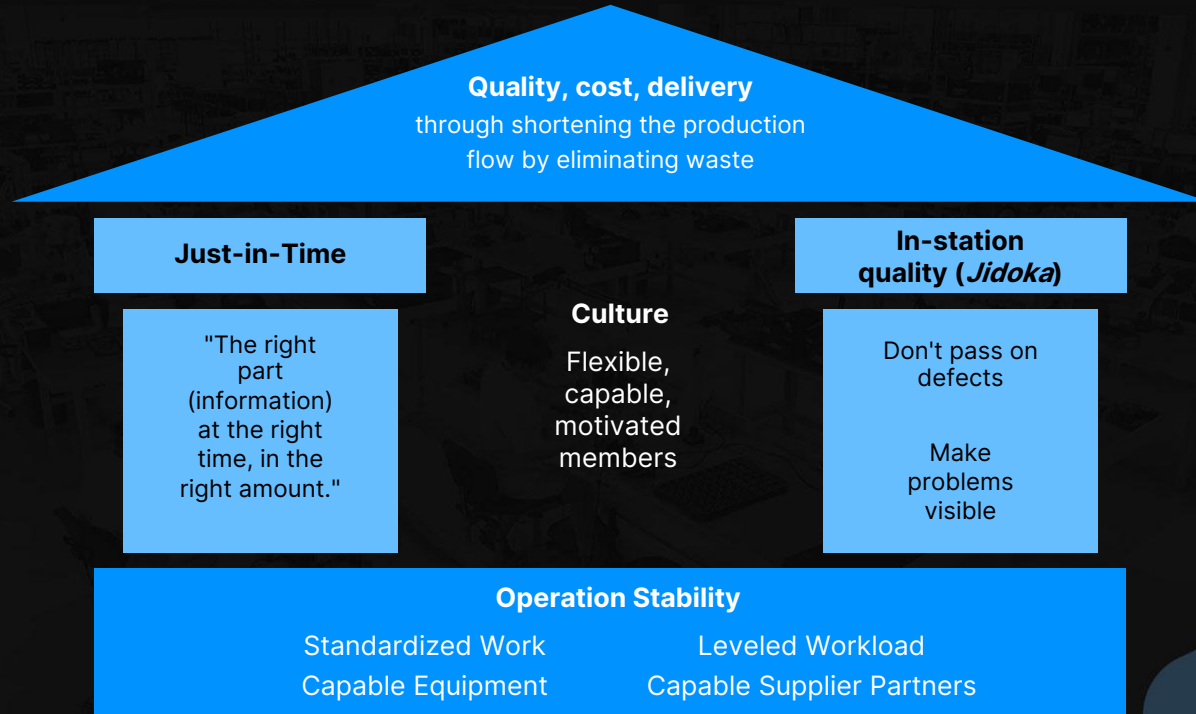 Quality, cost, delivery
through shortening the production
flow by eliminating waste
Just-in-Time
"The right
part
(information)
at the right
time, in the
right amount."
Culture
Flexible,
capable,
motivated
members
In-station
quality (Jidoka)
Don't pass on
defects
Make
problems
visible
Operation Stability
Standardized Work
Leveled Workload
Capable Equipment
Capable Supplier Partners